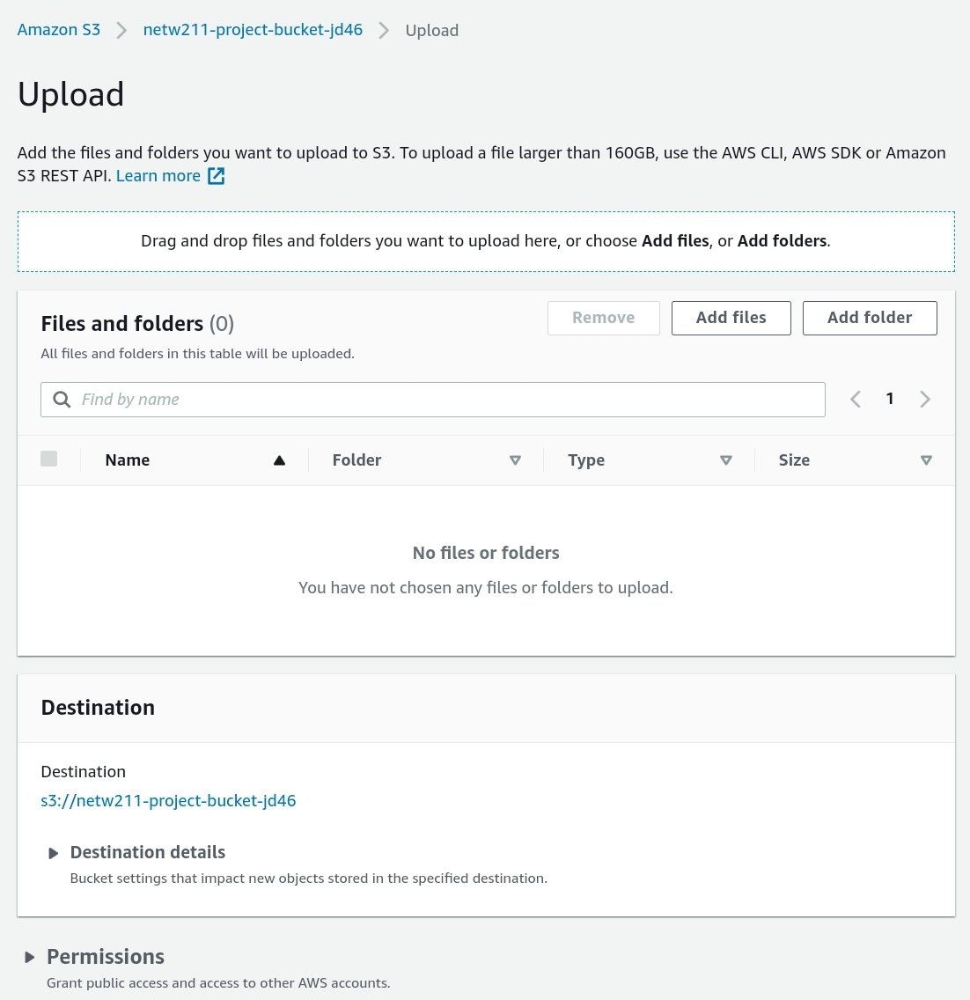 Amazon S3 netw211-project-bucket-jd46 Upload
Upload
Add the files and folders you want to upload to S3. To upload a file larger than 160GB, use the AWS CLI, AWS SDK or Amazon
S3 REST API. Learn more
Drag and drop files and folders you want to upload here, or choose Add files, or Add folders.
Files and folders (0)
Remove Add files Add folder
All files and folders in this table will be uploaded.
Find by name 1
Name Folder Type Size
No files or folders
You have not chosen any files or folders to upload.
Destination
Destination
s3://netw211-project-bucket-jd46
Destination details
Bucket settings that impact new objects stored in the specified destination.
Permissions
Grant public access and access to other AWS accounts.